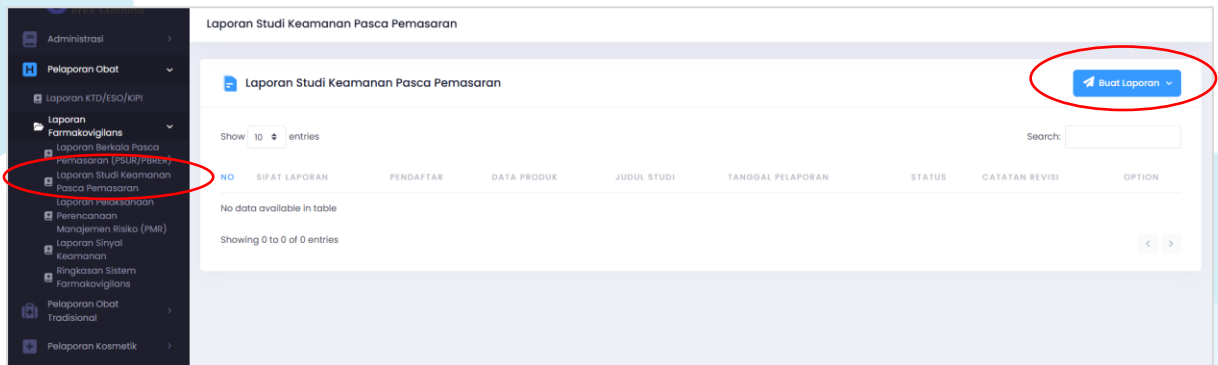 Laporan Studi Keamanan Pasca Pemasaran
Administrasi
Pelaporan Obat
Laporan KTD/ESO/KIPI
Laporan
Farmakovigilans
Laporan Berkala Pasca
Pemasaran (PSUR/PBRER)
Laporan Studi Keamanan
Pasca Pemasaran
Laporan Pelaksanaan
Perencanaan
Manajemen Risiko (PMR)
Laporan Sinyal
Keamanan
Ringkasan Sistem
Farmakovigilans
Pelaporan Obat
Tradisional
Pelaporan Kosmetik
Laporan Studi Keamanan Pasca Pemasaran
Buat Laporan
Show 10 entries
Search:
NO SIFAT LAPORAN PENDAFTAR DATA PRODUK JUDUL STUDI TANGGAL PELAPORAN STATUS CATATAN REVISI OPTION
No data available in table
Showing 0 to 0 of 0 entries